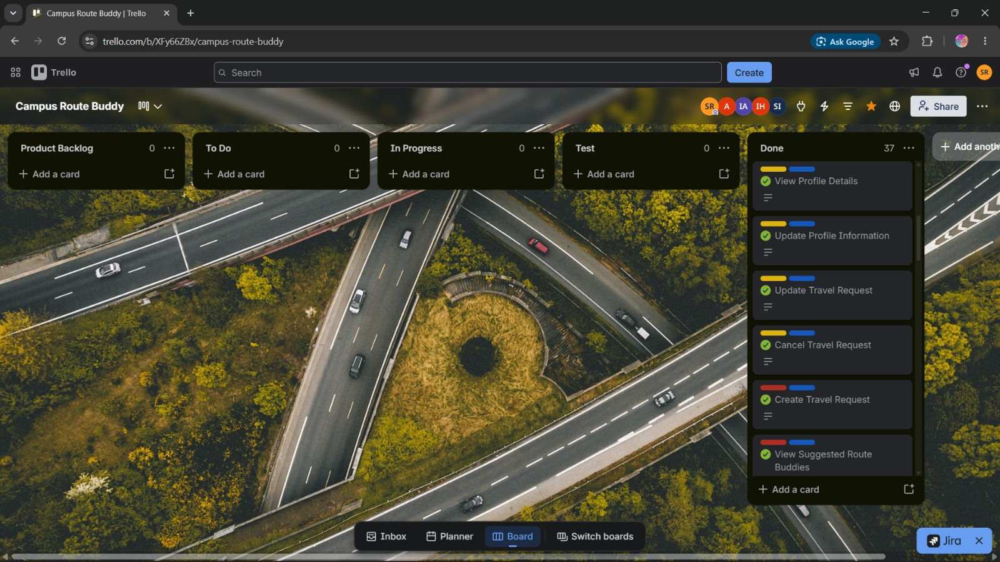 Campus Route Buddy | Trello
trello.com/b/XFy66ZBx/campus-route-buddy
Ask Google
Trello
Search
Create
SR
Campus Route Buddy
SR
A
IA
IH
SI
Share
Product Backlog 0
Add a card
To Do 0
Add a card
In Progress 0
Add a card
Test 0
Add a card
Done 37
View Profile Details
Update Profile Information
Update Travel Request
Cancel Travel Request
Create Travel Request
View Suggested Route
Buddies
Add a card
Add anoth
Inbox
Planner
Board
Switch boards
Jira